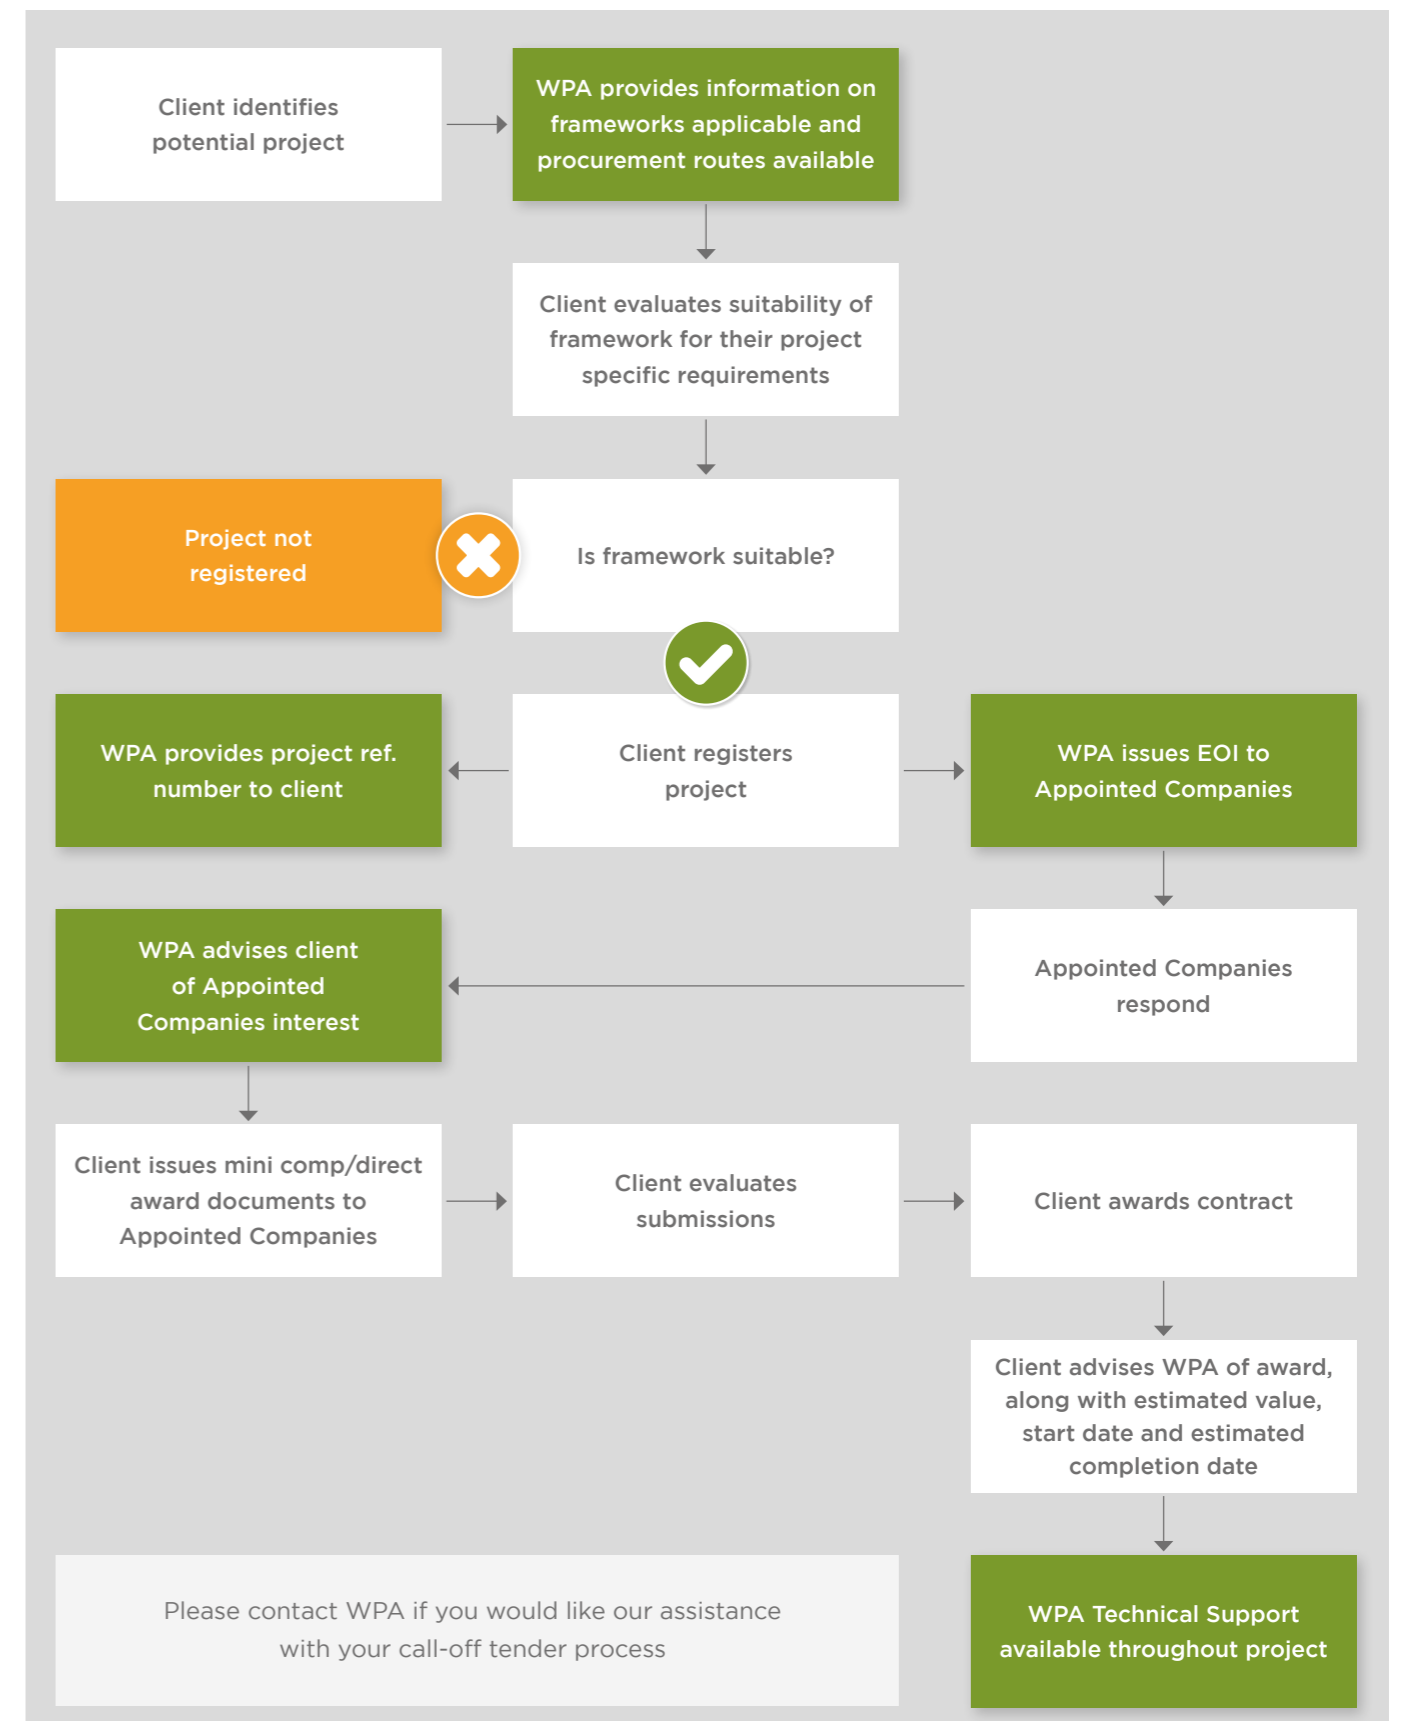 Client identifies
potential project
WPA provides information on
frameworks applicable and
procurement routes available
Client evaluates suitability of
framework for their project
specific requirements
Project not
registered
Is framework suitable?
WPA provides project ref.
number to client
Client registers
project
WPA issues EOI to
Appointed Companies
WPA advises client
of Appointed
Companies interest
Appointed Companies
respond
Client issues mini comp/direct
award documents to
Appointed Companies
Client evaluates
submissions
Client awards contract
Client advises WPA of award,
along with estimated value,
start date and estimated
completion date
Please contact WPA if you would like our assistance
with your call-off tender process
WPA Technical Support
available throughout project